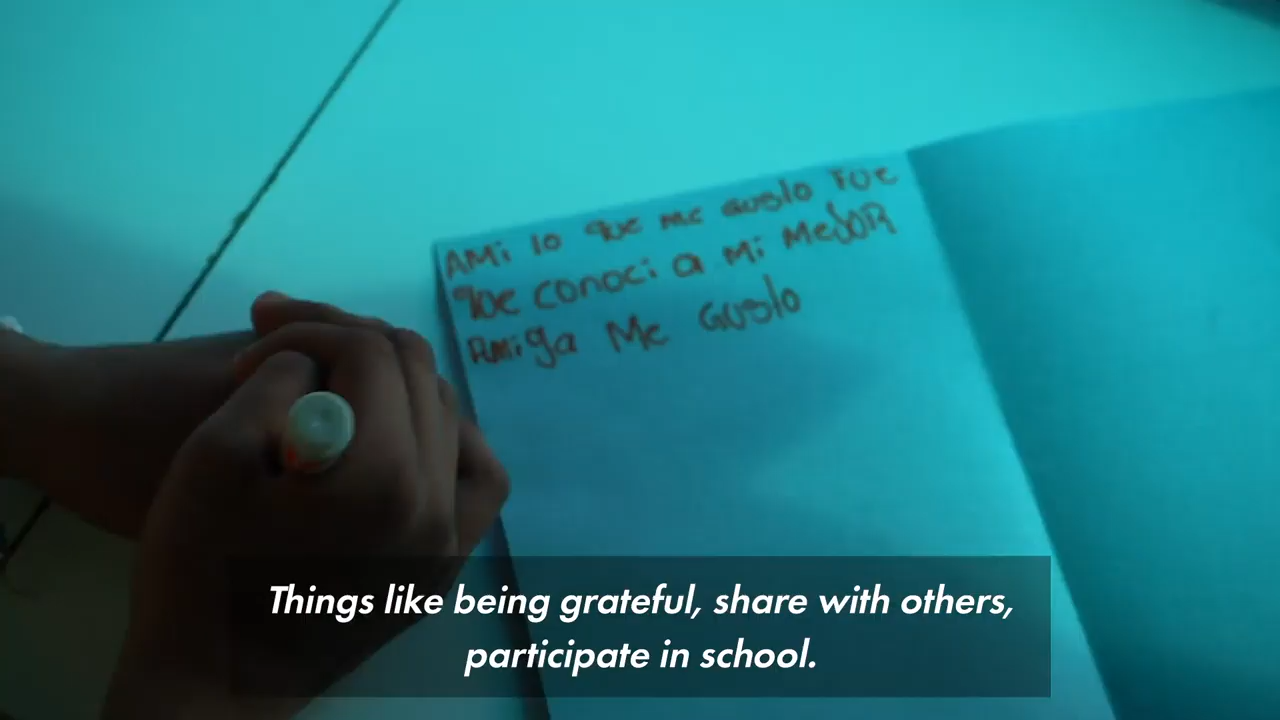 AMi lo que me gusto Fue
que conoci a mi MeJoR
Amiga Me Gusto
Things like being grateful, share with others,
participate in school.